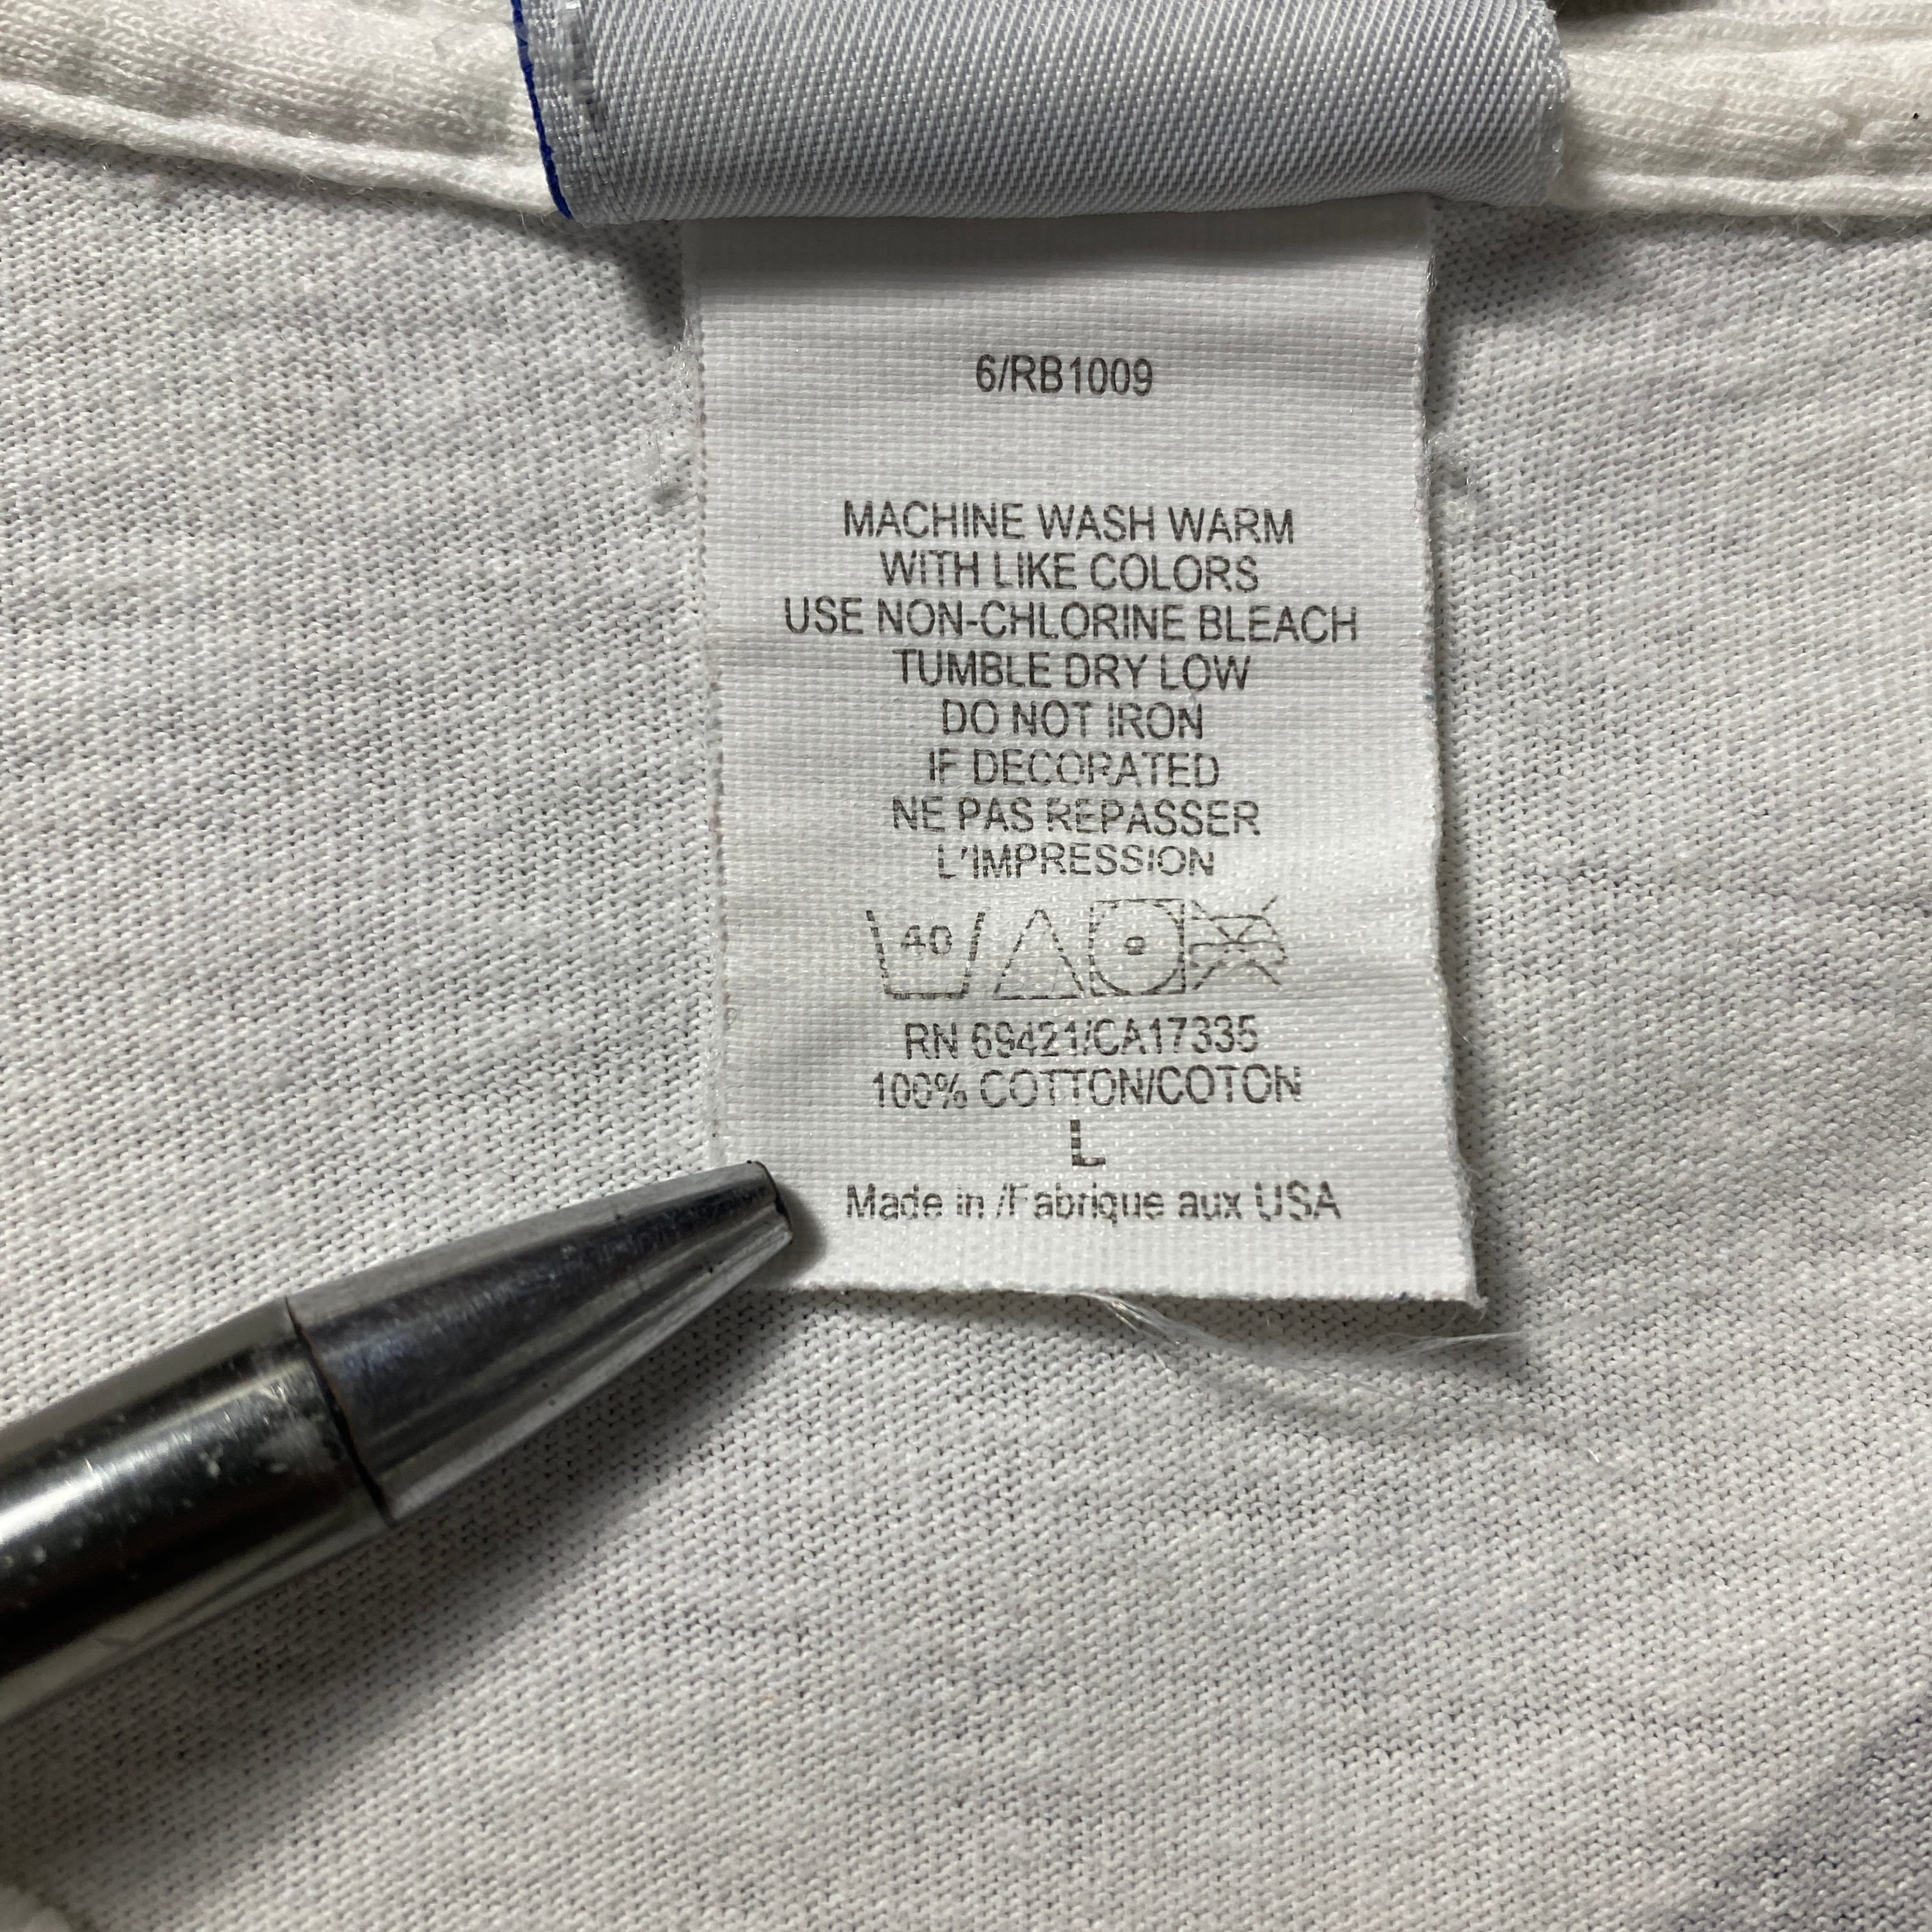 6/RB1009
MACHINE WASH WARM
WITH LIKE COLORS
USE NON-CHLORINE BLEACH
TUMBLE DRY LOW
DO NOT IRON
IF DECORATED
NE PAS REPASSER
L'IMPRESSION
40
RN 69421/CA17335
100% COTTON/COTON
L
Made in /Fabrique aux USA